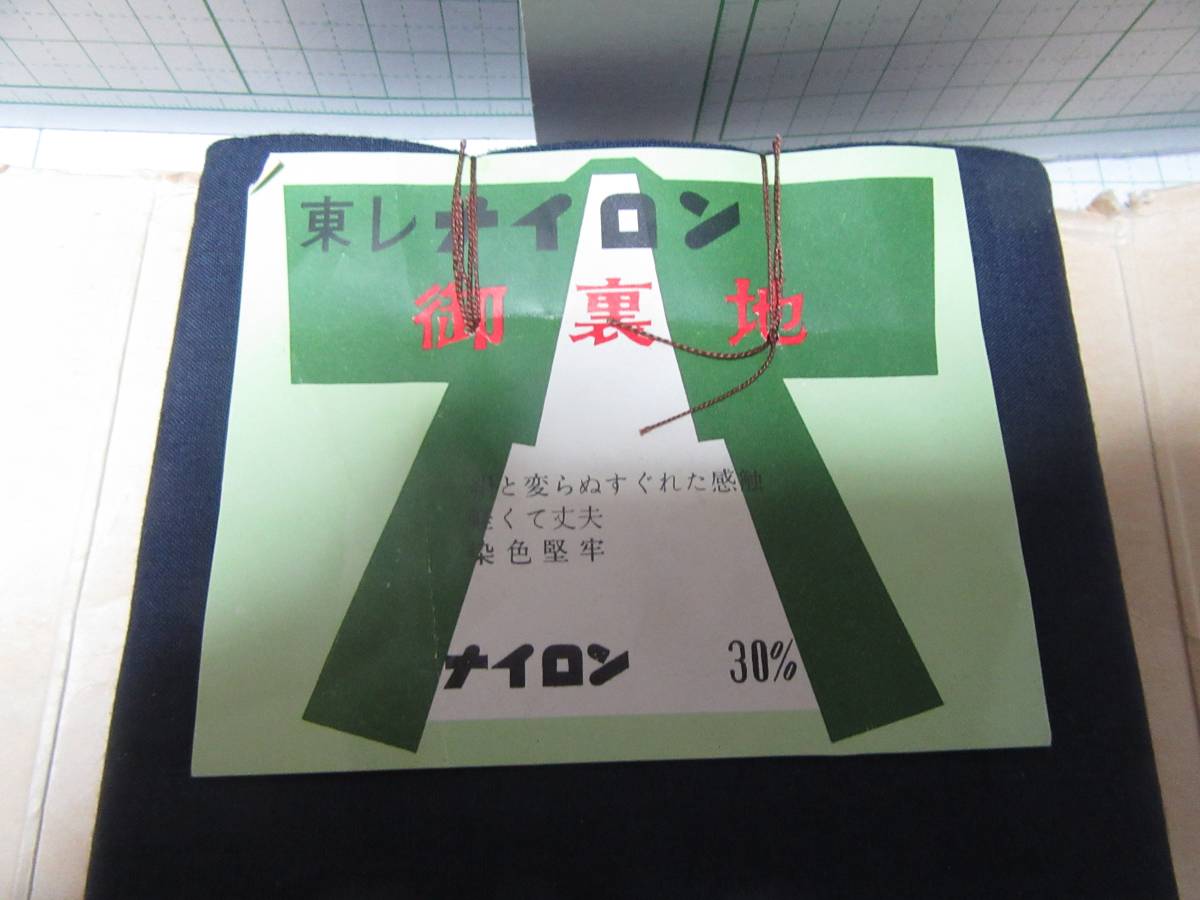 東レナイロン
御裏地
と変らぬすぐれた感触
くて丈夫
染色堅牢
ナイロン 30%